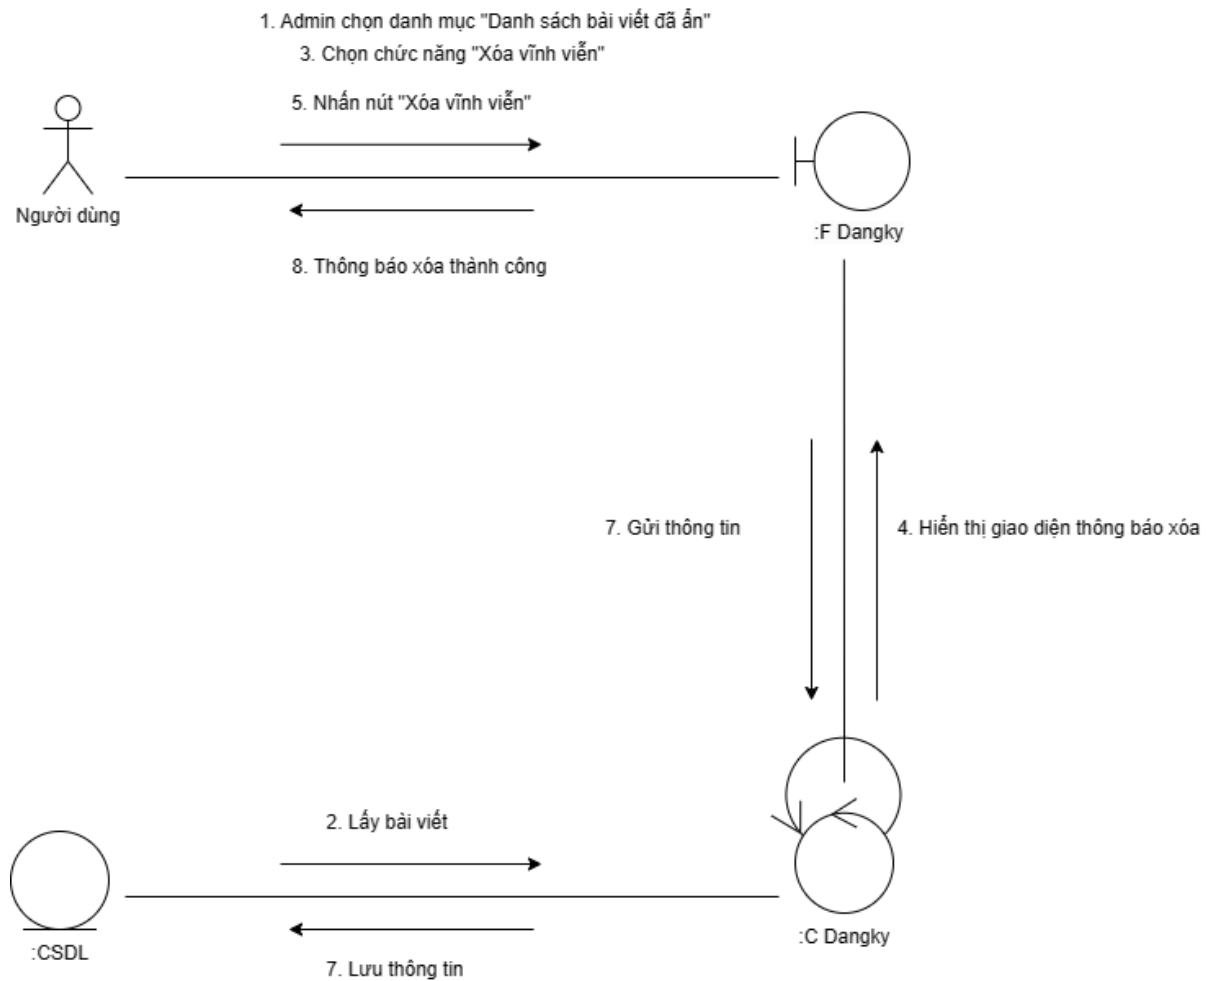 1. Admin chọn danh mục "Danh sách bài viết đã ẩn"
3. Chọn chức năng "Xóa vĩnh viễn"
5. Nhấn nút "Xóa vĩnh viễn"
Người dùng
:F Dangky
8. Thông báo xóa thành công
7. Gửi thông tin
4. Hiển thị giao diện thông báo xóa
2. Lấy bài viết
:CSDL
:C Dangky
7. Lưu thông tin